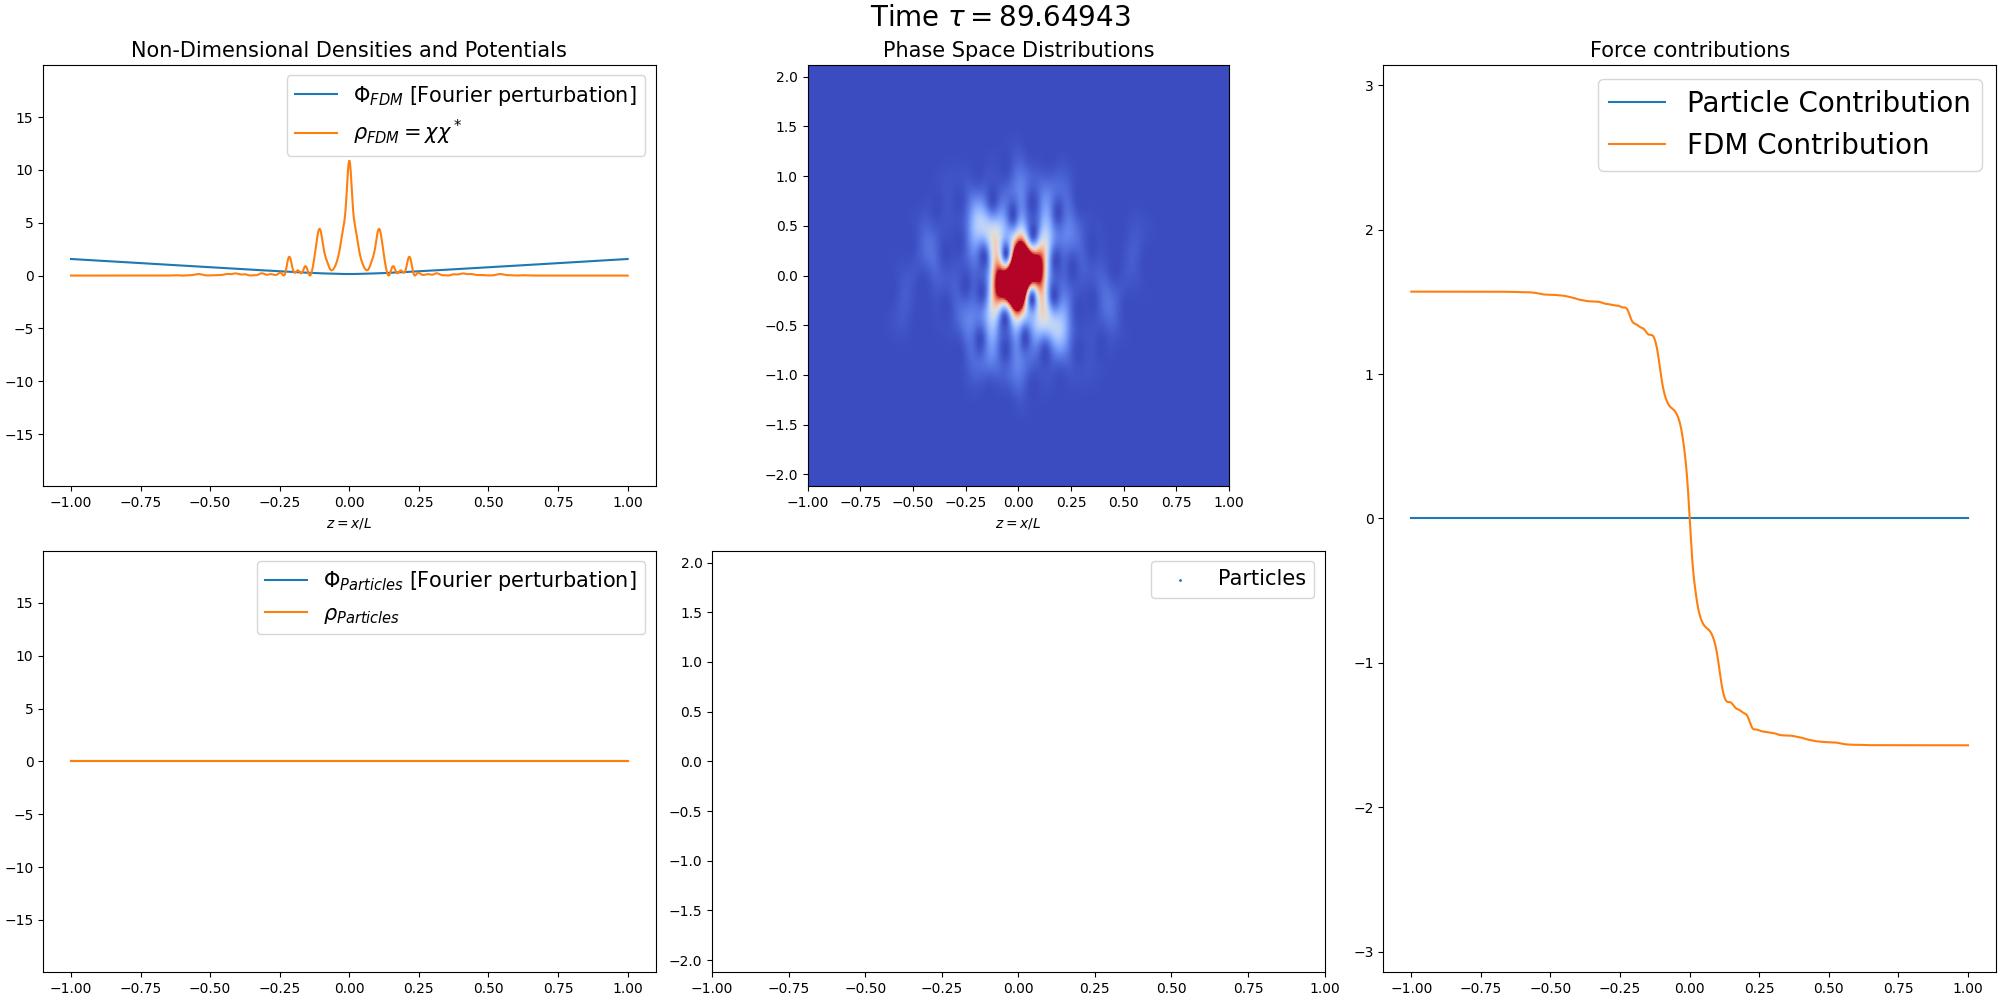 Time τ = 89.64943
Non-Dimensional Densities and Potentials
Φ_FDM [Fourier perturbation]
ρ_FDM = χχ*
15
10
5
0
−5
−10
−15
−1.00 −0.75 −0.50 −0.25 0.00 0.25 0.50 0.75 1.00
z = x/L
Phase Space Distributions
2.0
1.5
1.0
0.5
0.0
−0.5
−1.0
−1.5
−2.0
−1.00 −0.75 −0.50 −0.25 0.00 0.25 0.50 0.75 1.00
z = x/L
Force contributions
Particle Contribution
FDM Contribution
3
2
1
0
−1
−2
−3
−1.00 −0.75 −0.50 −0.25 0.00 0.25 0.50 0.75 1.00
Φ_Particles [Fourier perturbation]
ρ_Particles
15
10
5
0
−5
−10
−15
−1.00 −0.75 −0.50 −0.25 0.00 0.25 0.50 0.75 1.00
Particles
2.0
1.5
1.0
0.5
0.0
−0.5
−1.0
−1.5
−2.0
−1.00 −0.75 −0.50 −0.25 0.00 0.25 0.50 0.75 1.00